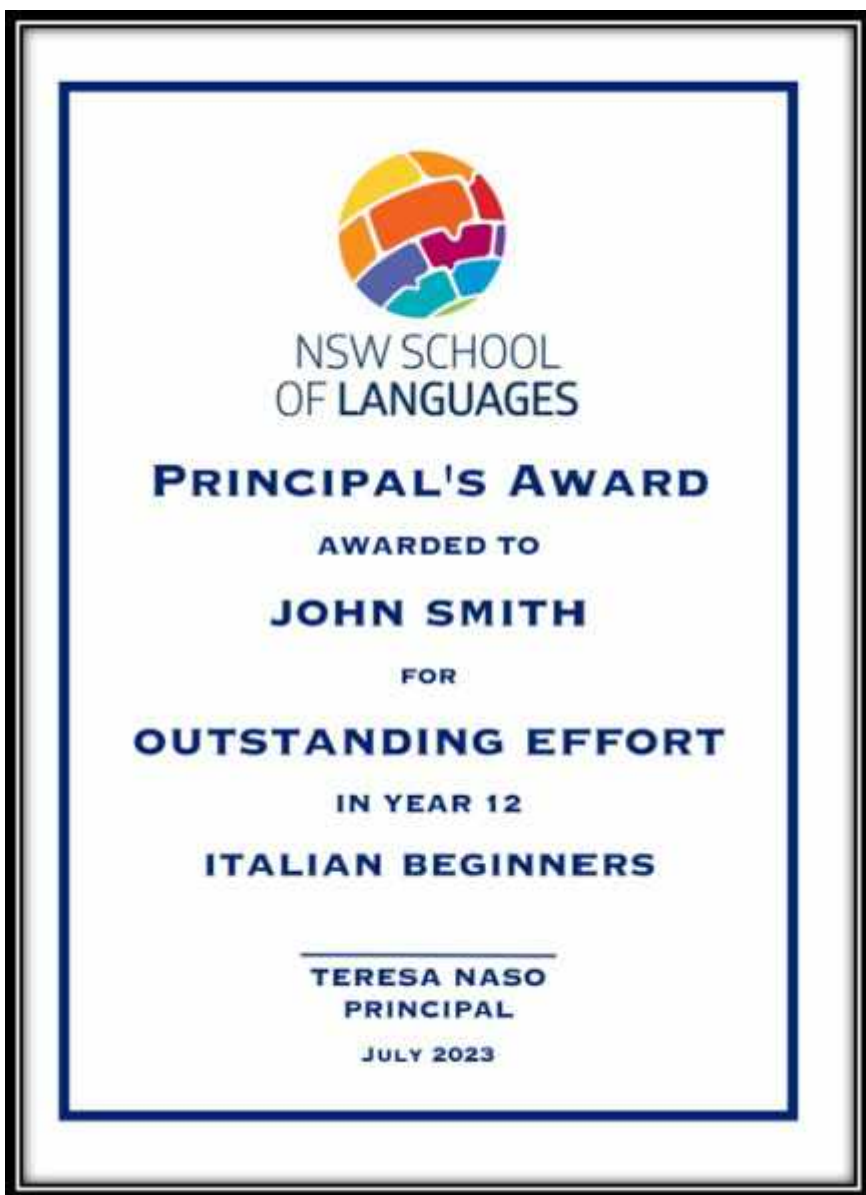 NSW SCHOOL
OF LANGUAGES
PRINCIPAL'S AWARD
AWARDED TO
JOHN SMITH
FOR
OUTSTANDING EFFORT
IN YEAR 12
ITALIAN BEGINNERS
TERESA NASO
PRINCIPAL
JULY 2023